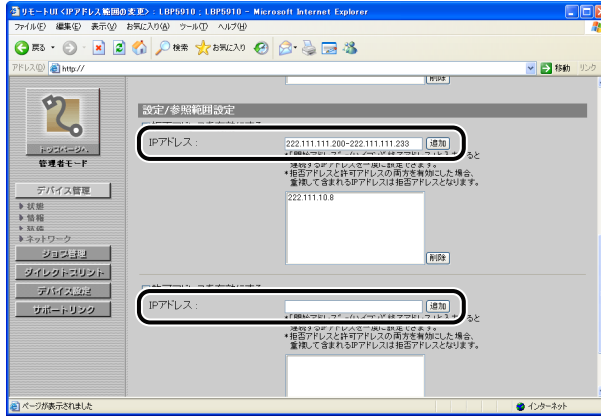 リモートUI <IPアドレス範囲の変更> : LBP5910 ; LBP5910 - Microsoft Internet Explorer
ファイル(F) 編集(E) 表示(V) お気に入り(A) ツール(T) ヘルプ(H)
戻る 検索 お気に入り
アドレス(D) http:// 移動 リンク
削除
設定/参照範囲設定
IPアドレス : 222.111.111.200-222.111.111.233 追加
連続するIPアドレスを一度に設定できます。
*拒否アドレスと許可アドレスの両方を有効にした場合、
重複して含まれるIPアドレスは拒否アドレスとなります。
222.111.10.8
削除
IPアドレス : 追加
連続するIPアドレスを一度に設定できます。
*拒否アドレスと許可アドレスの両方を有効にした場合、
重複して含まれるIPアドレスは拒否アドレスとなります。
トップページへ
管理者モード
デバイス管理
状態
情報
装備
ネットワーク
ジョブ管理
ダイレクトプリント
デバイス設定
サポートリンク
ページが表示されました
インターネット